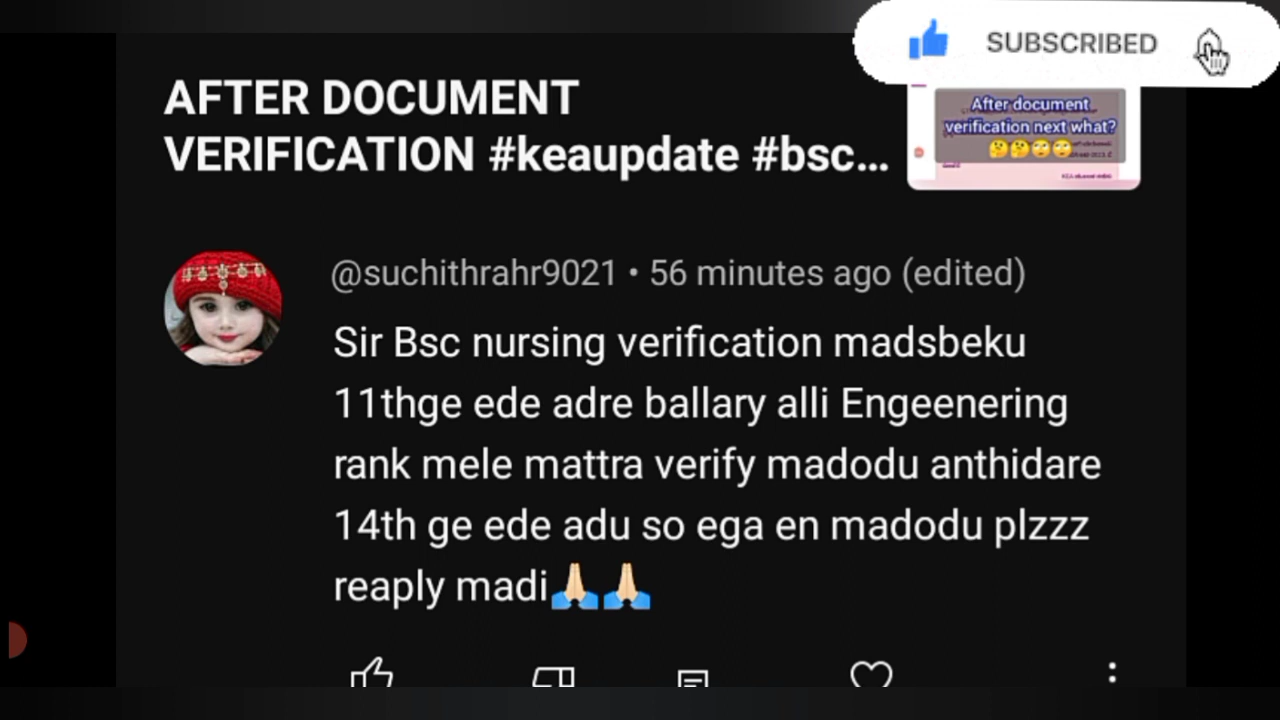 SUBSCRIBED
AFTER DOCUMENT
VERIFICATION #keaupdate #bsc...
After document
verification next what?
@suchithrahr9021 • 56 minutes ago (edited)
Sir Bsc nursing verification madsbeku
11thge ede adre ballary alli Engeenering
rank mele mattra verify madodu anthidare
14th ge ede adu so ega en madodu plzzz
reaply madi🙏🏻🙏🏻